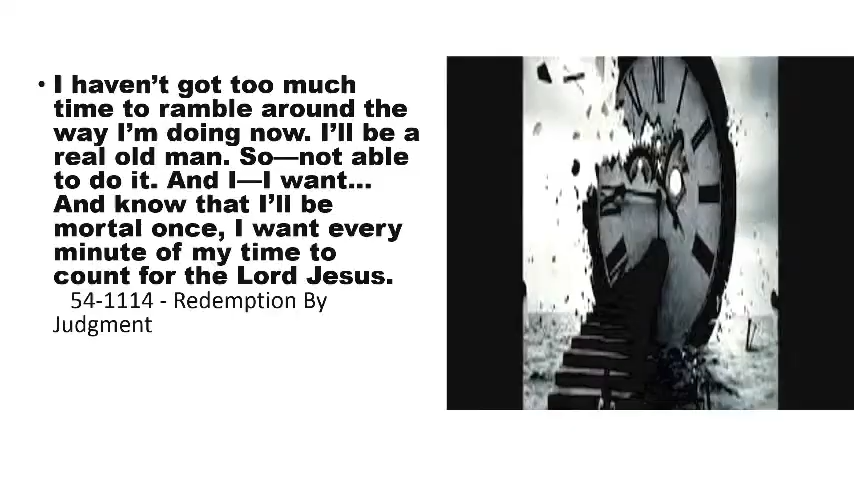 • I haven’t got too much
time to ramble around the
way I’m doing now. I’ll be a
real old man. So—not able
to do it. And I—I want…
And know that I’ll be
mortal once, I want every
minute of my time to
count for the Lord Jesus.
54-1114 - Redemption By
Judgment